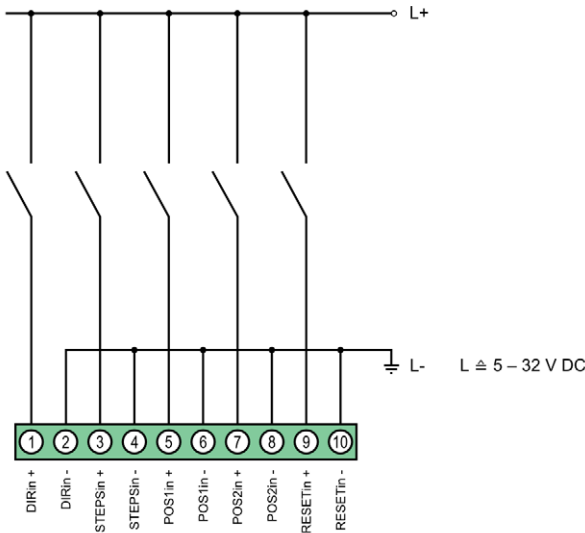 L+
L-
L ≙ 5 – 32 V DC
1
2
3
4
5
6
7
8
9
10
DIRin +
DIRin -
STEPSin +
STEPSin -
POS1in +
POS1in -
POS2in +
POS2in -
RESETin +
RESETin -